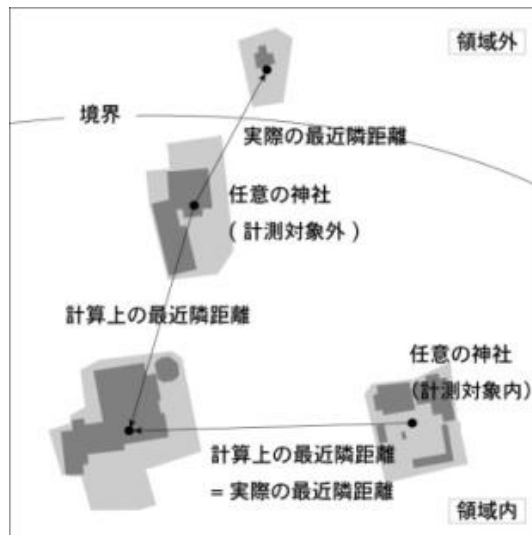 領域外
境界
実際の最近隣距離
任意の神社
( 計測対象外 )
計算上の最近隣距離
任意の神社
(計測対象内)
計算上の最近隣距離
= 実際の最近隣距離
領域内